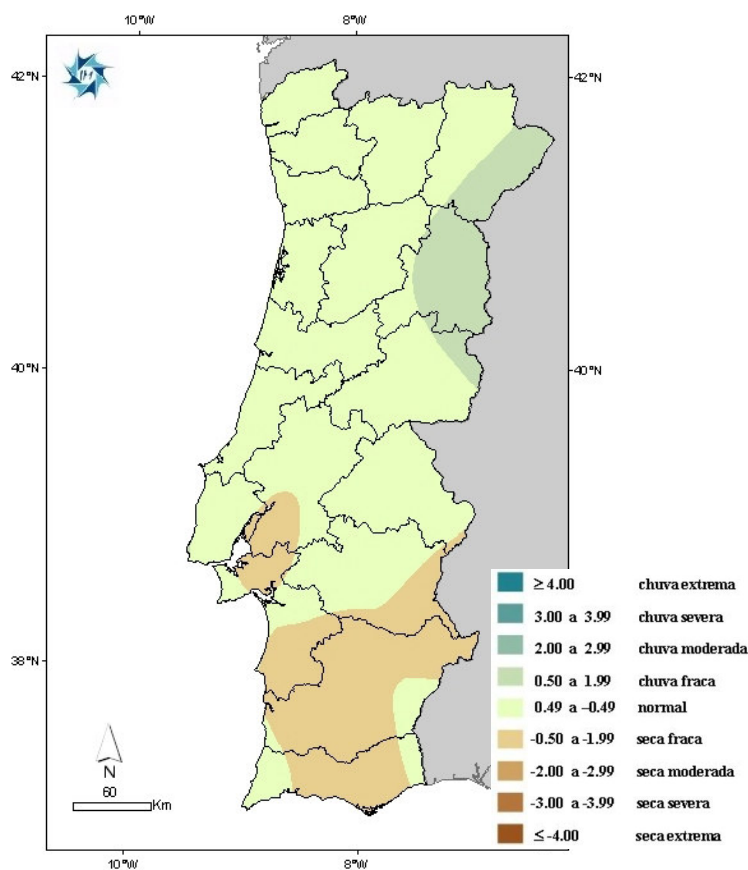 10°W 8°W
42°N 42°N
40°N 40°N
38°N 38°N
≥ 4.00 chuva extrema
3.00 a 3.99 chuva severa
2.00 a 2.99 chuva moderada
0.50 a 1.99 chuva fraca
0.49 a -0.49 normal
-0.50 a -1.99 seca fraca
-2.00 a -2.99 seca moderada
-3.00 a -3.99 seca severa
≤ -4.00 seca extrema
N
60
Km
10°W 8°W